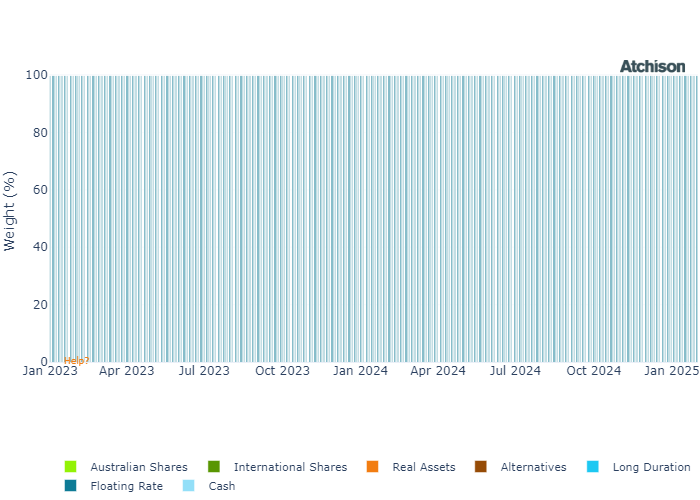 Atchison
100
80
60
40
20
0
Weight (%)
Help?
Jan 2023 Apr 2023 Jul 2023 Oct 2023 Jan 2024 Apr 2024 Jul 2024 Oct 2024 Jan 2025
Australian Shares International Shares Real Assets Alternatives Long Duration
Floating Rate Cash